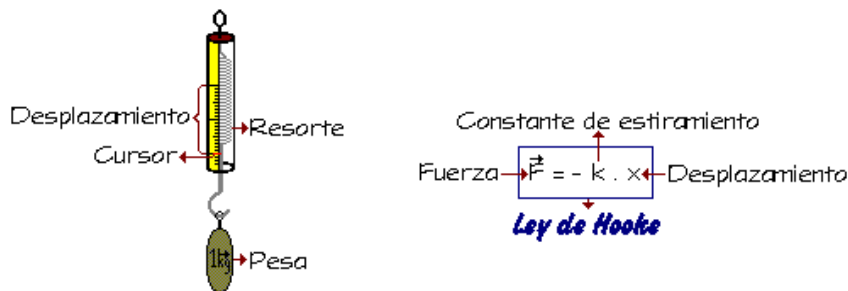 Desplazamiento
Resorte
Cursor
1kg
Pesa
Constante de estiramiento
Fuerza F = - k . x Desplazamiento
Ley de Hooke